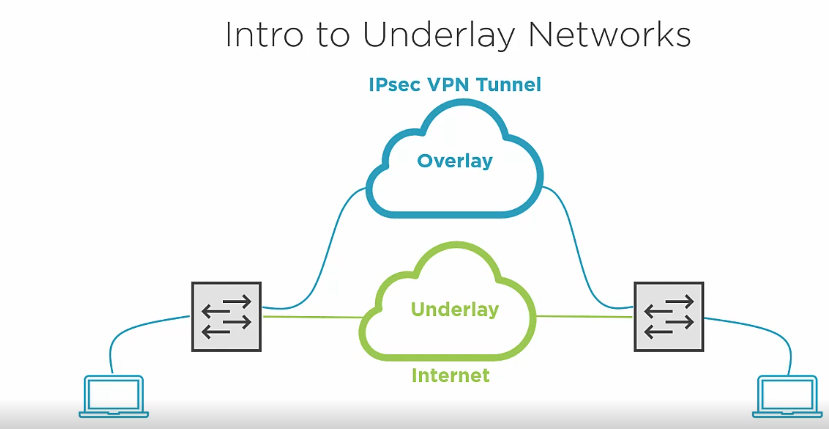 Intro to Underlay Networks
IPsec VPN Tunnel
Overlay
Underlay
Internet